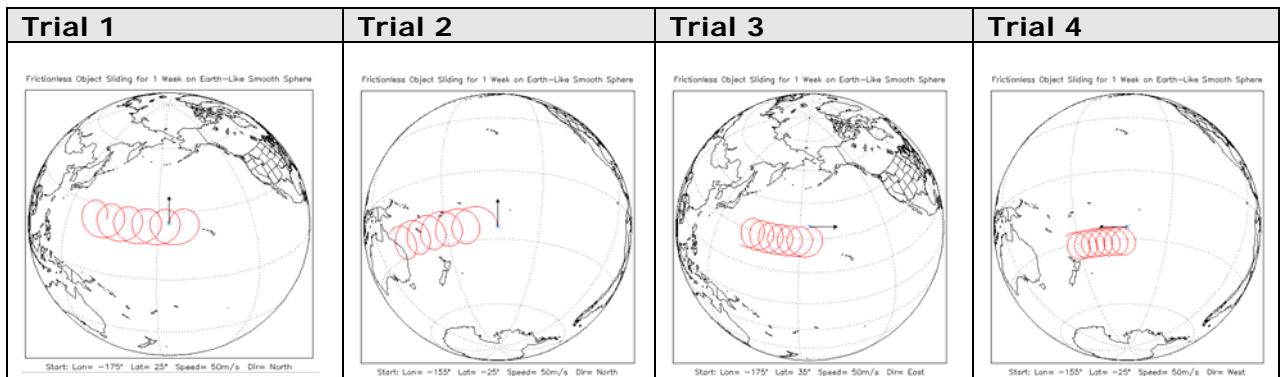 Trial 1
Trial 2
Trial 3
Trial 4
Frictionless Object Sliding for 1 Week on Earth-Like Smooth Sphere
Frictionless Object Sliding for 1 Week on Earth-Like Smooth Sphere
Frictionless Object Sliding for 1 Week on Earth-Like Smooth Sphere
Frictionless Object Sliding for 1 Week on Earth-Like Smooth Sphere
Start: Lon= -175° Lat= 25° Speed= 50m/s Dir= North
Start: Lon= -155° Lat= -25° Speed= 50m/s Dir= North
Start: Lon= -175° Lat= 35° Speed= 50m/s Dir= East
Start: Lon= -155° Lat= -25° Speed= 50m/s Dir= West